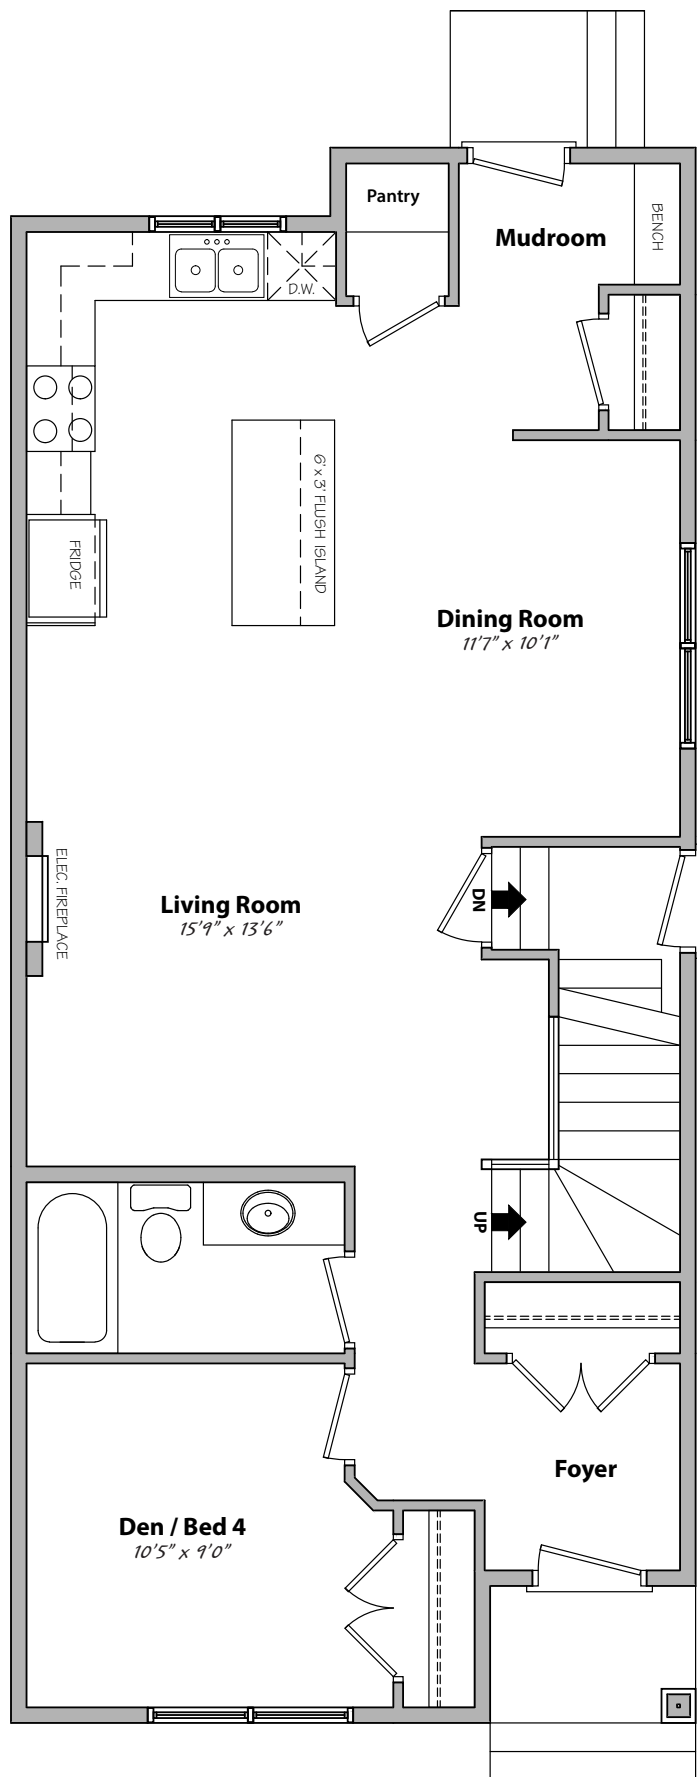 Pantry
Mudroom
BENCH
D.W.
6' x 3' FLUSH ISLAND
FRIDGE
Dining Room
11'7" x 10'1"
ELEC. FIREPLACE
Living Room
15'9" x 13'6"
DN
UP
Foyer
Den / Bed 4
10'5" x 9'0"